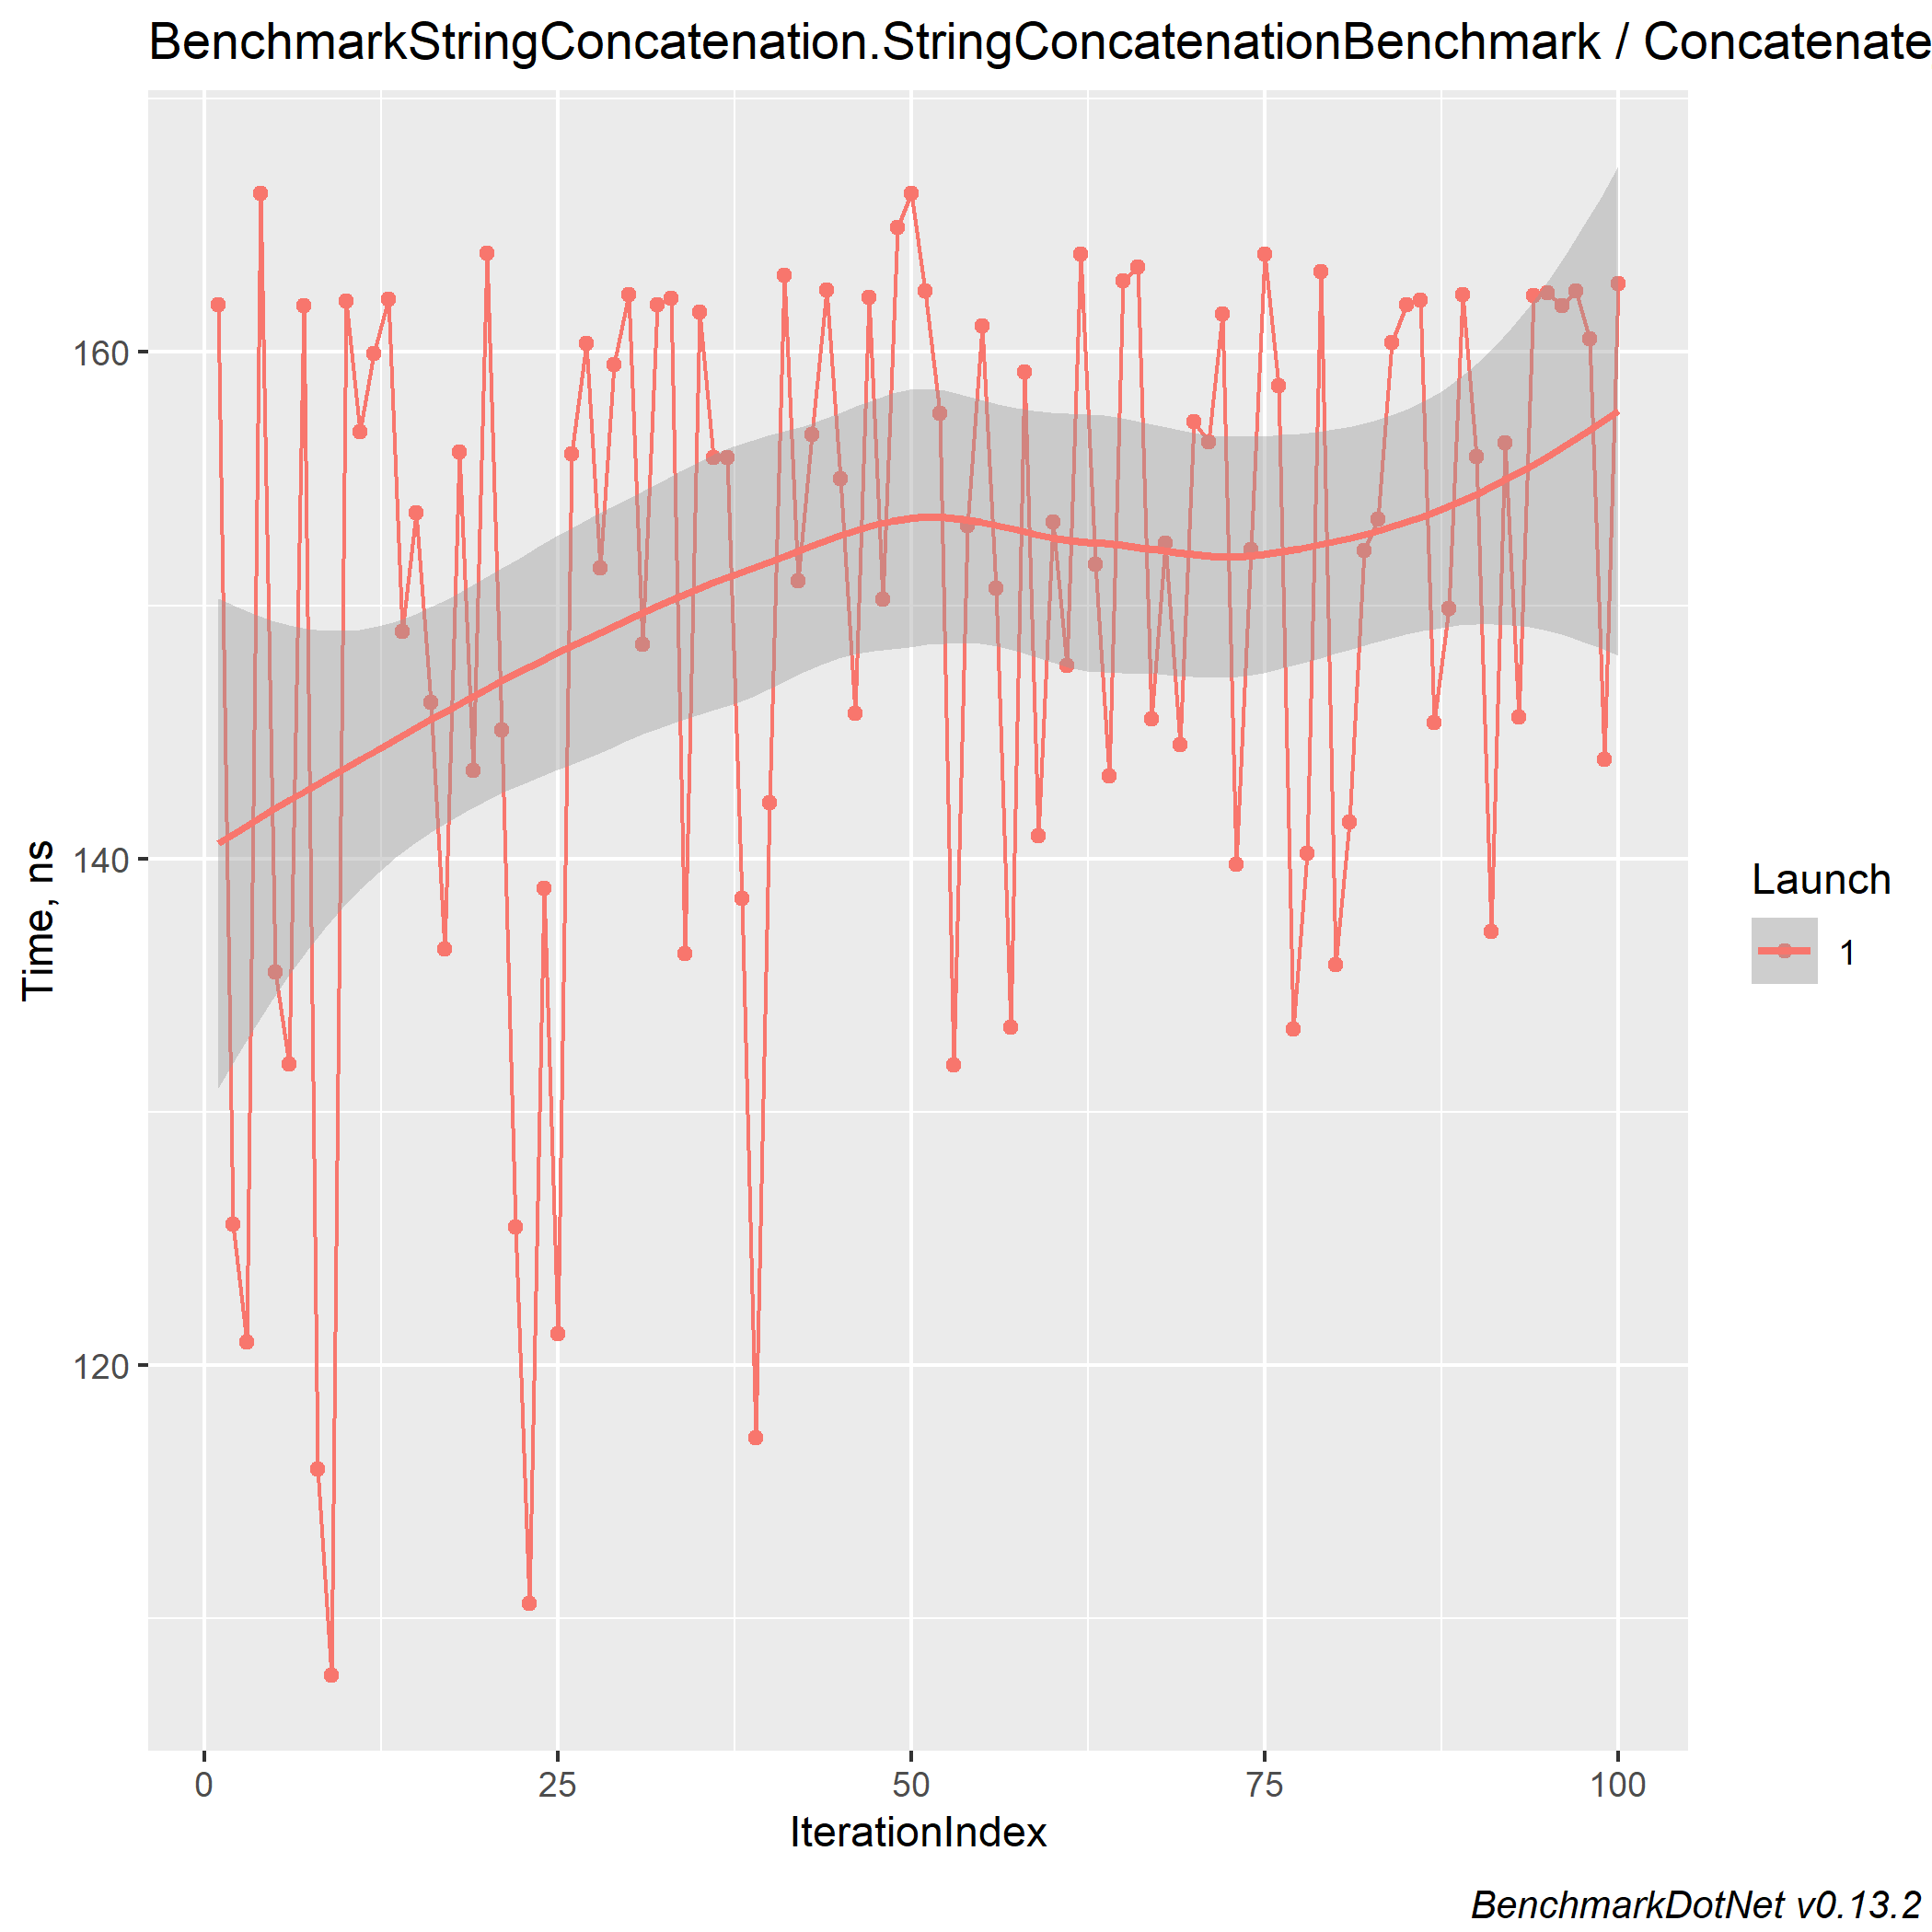 BenchmarkStringConcatenation.StringConcatenationBenchmark / Concatenate
160
140
120
Time, ns
0 25 50 75 100
IterationIndex
Launch
1
BenchmarkDotNet v0.13.2